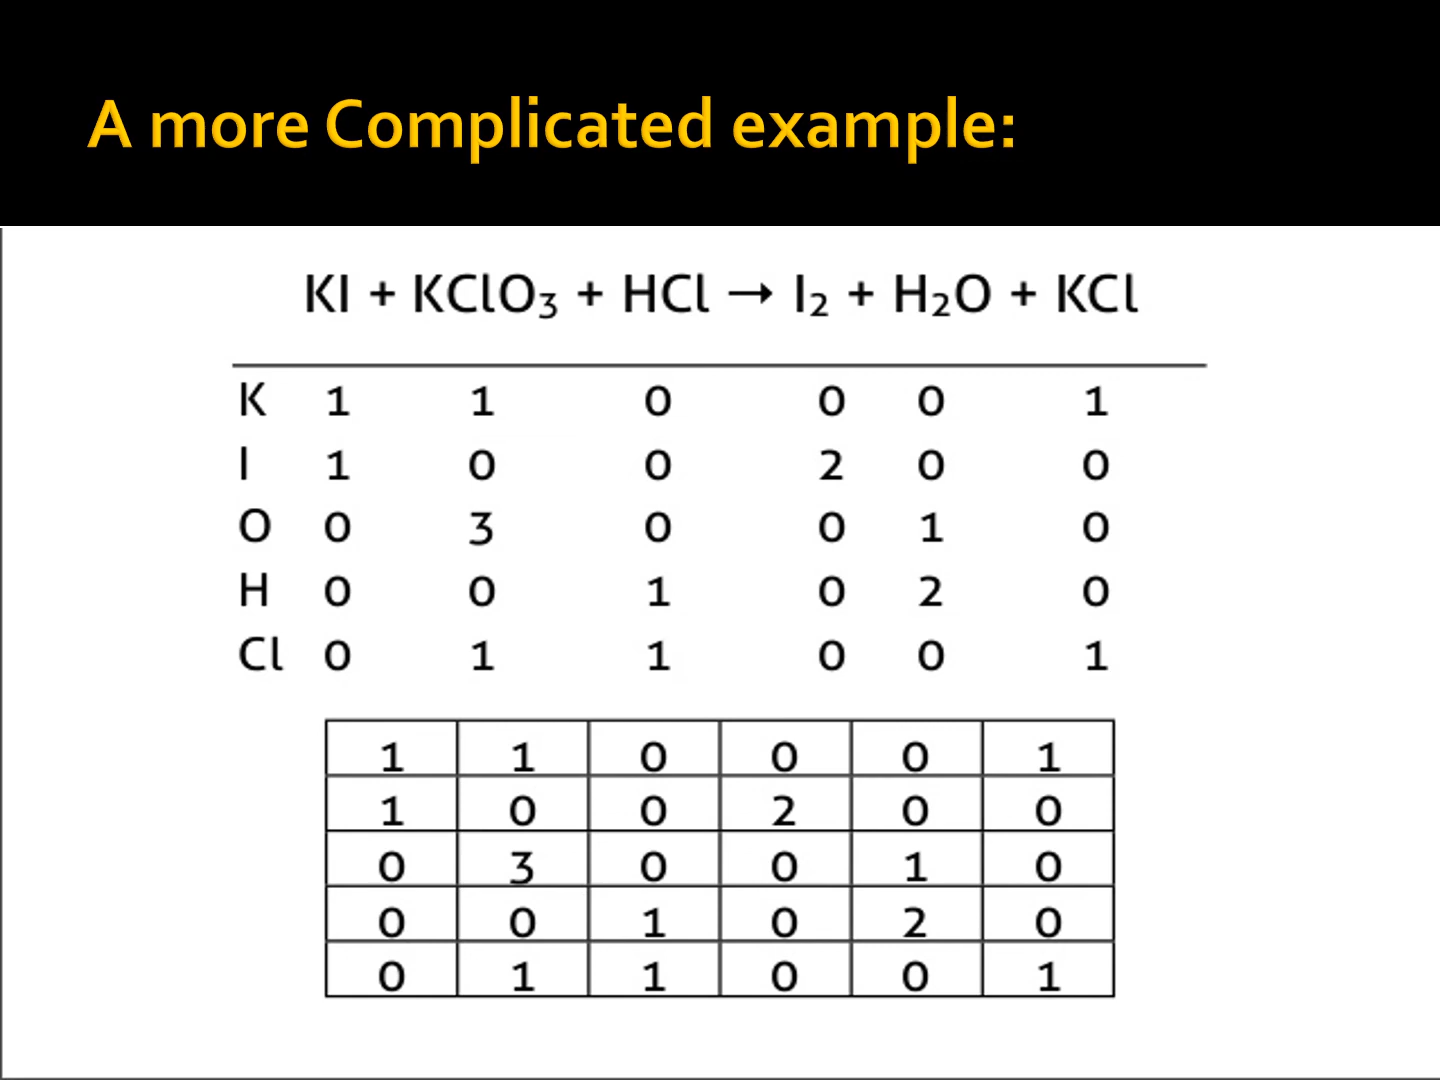 A more Complicated example:
KI + KClO₃ + HCl → I₂ + H₂O + KCl
K 1 1 0 0 0 1
I 1 0 0 2 0 0
O 0 3 0 0 1 0
H 0 0 1 0 2 0
Cl 0 1 1 0 0 1
1 1 0 0 0 1
1 0 0 2 0 0
0 3 0 0 1 0
0 0 1 0 2 0
0 1 1 0 0 1